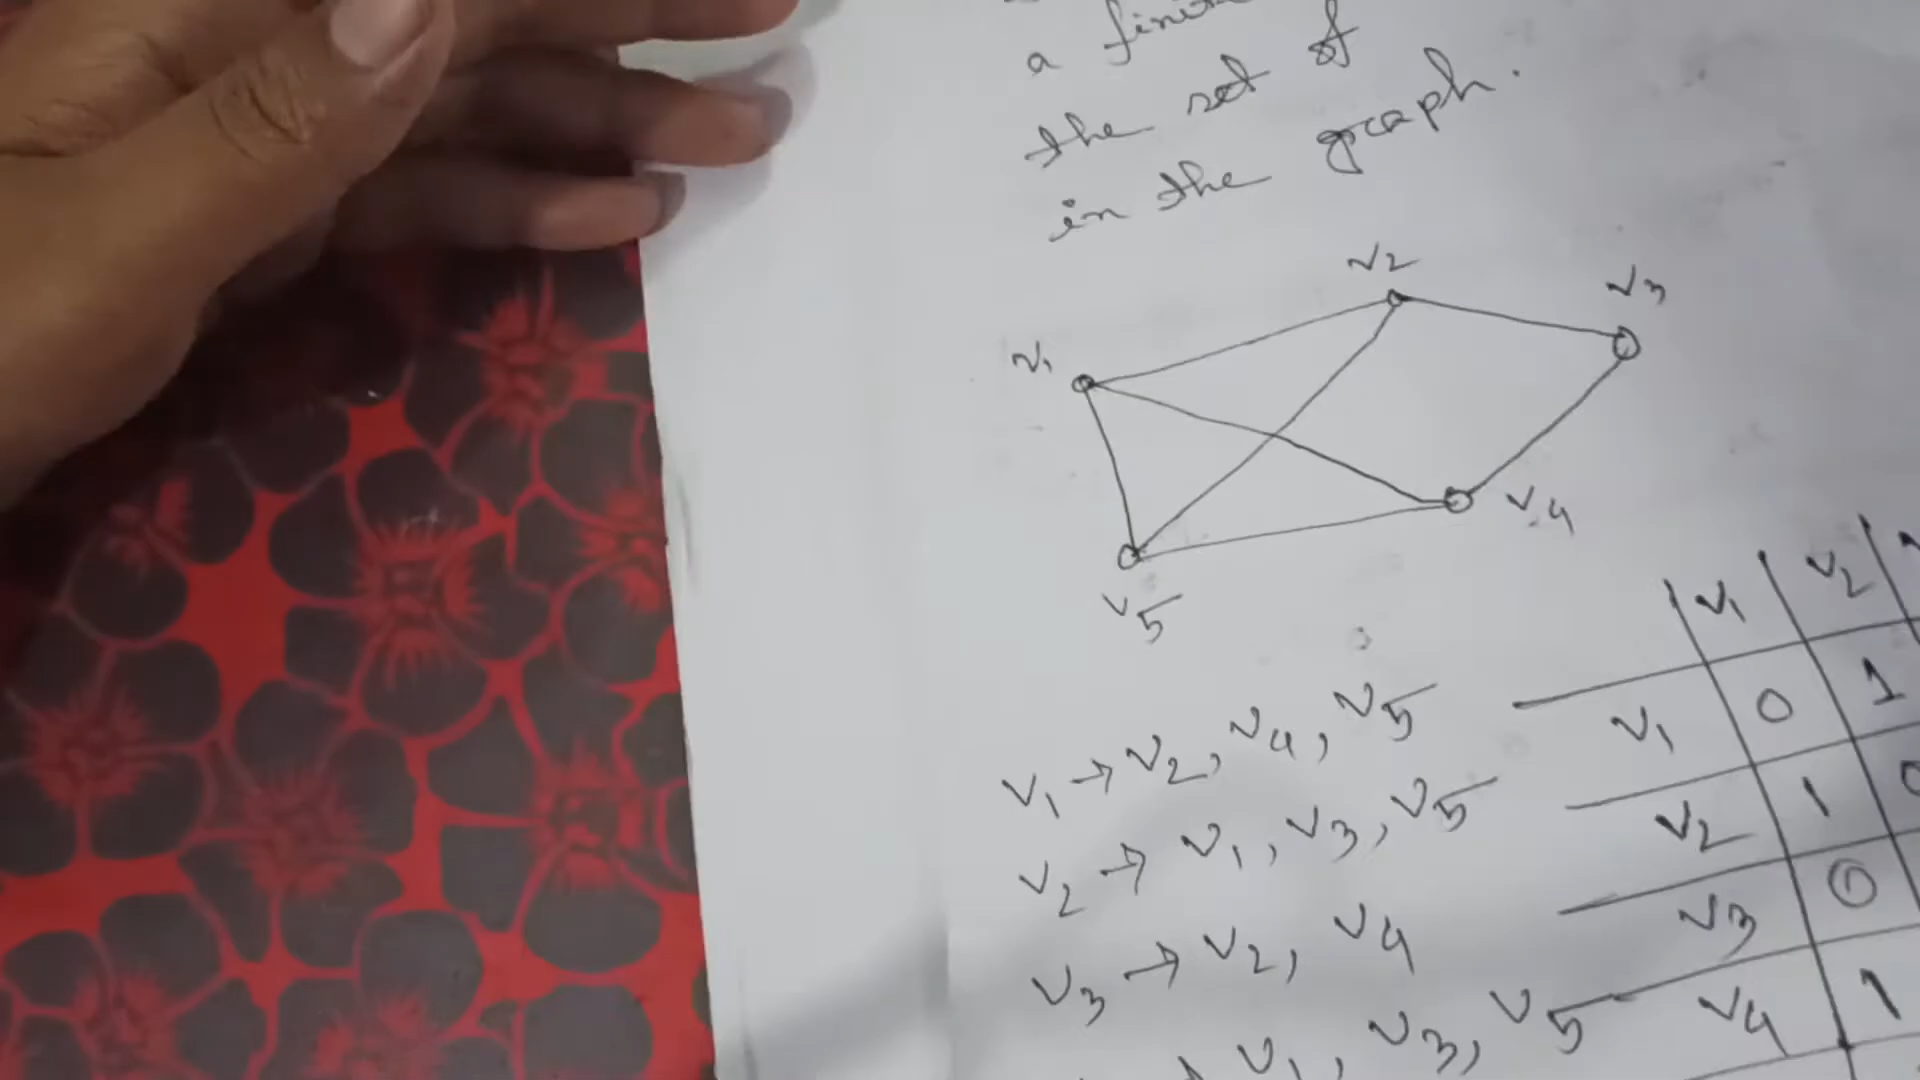 a
the set of
in the graph.
v2
v3
v1
v4
v5
v1 → v2, v4, v5
v2 → v1, v3, v5
v3 → v2, v4
v1, v3, v5
v1 v2
v1 0 1
v2 1
v3 0
v4 1